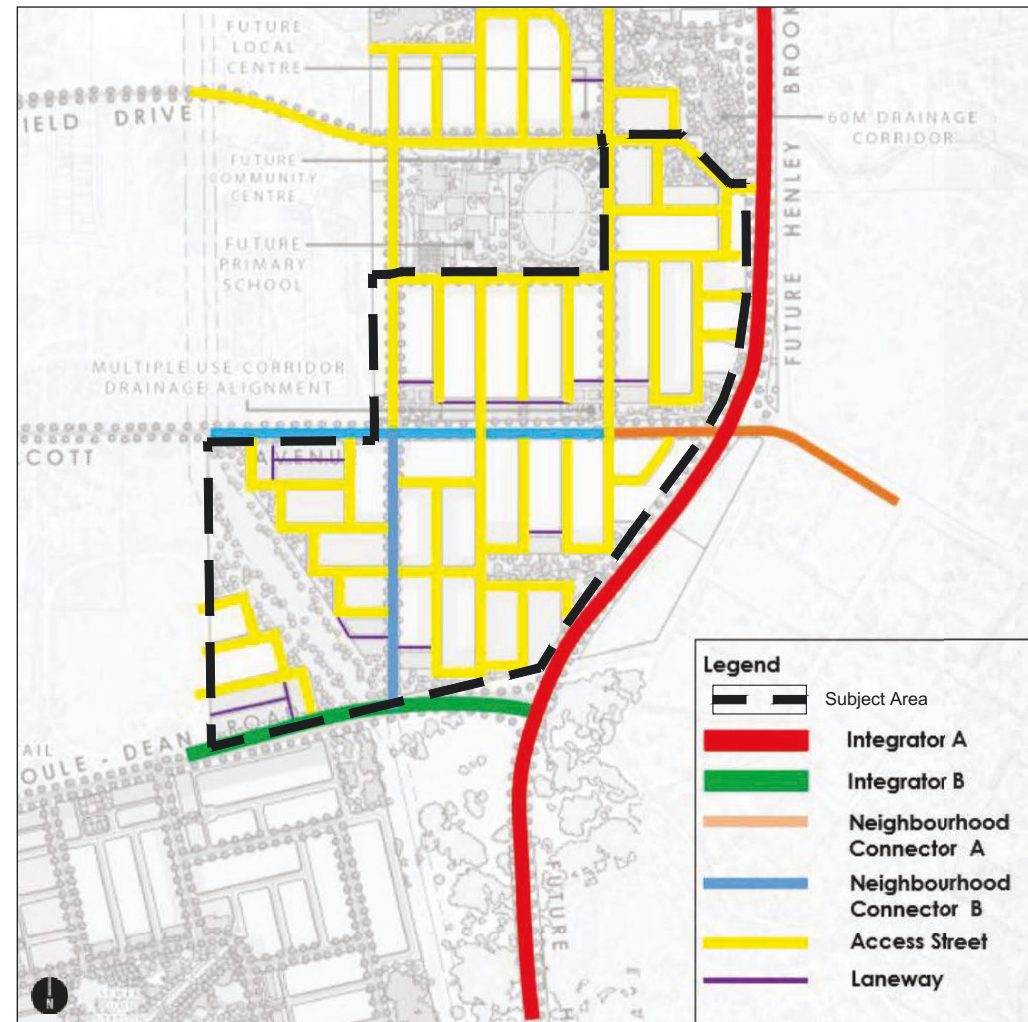 FUTURE
LOCAL
CENTRE
IELD DRIVE
60M DRAINAGE
CORRIDOR
FUTURE
COMMUNITY
CENTRE
FUTURE
PRIMARY
SCHOOL
FUTURE HENLEY BROOK
MULTIPLE USE CORRIDOR
DRAINAGE ALIGNMENT
COTT AVENU
OULE - DEAN ROAD
AIL
FUTURE
H
Legend
Subject Area
Integrator A
Integrator B
Neighbourhood
Connector A
Neighbourhood
Connector B
Access Street
Laneway
N